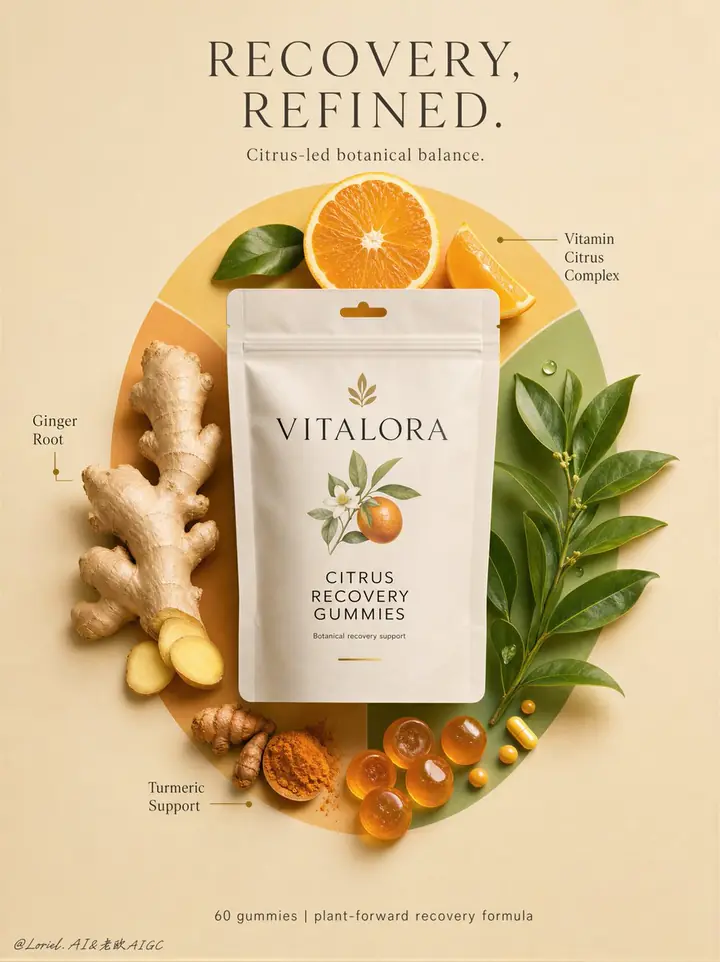 RECOVERY,
REFINED.
Citrus-led botanical balance.
Vitamin
Citrus
Complex
Ginger
Root
VITALORA
CITRUS
RECOVERY
GUMMIES
Botanical recovery support
Turmeric
Support
60 gummies | plant-forward recovery formula
@Loriel. AI&老欧AIGC